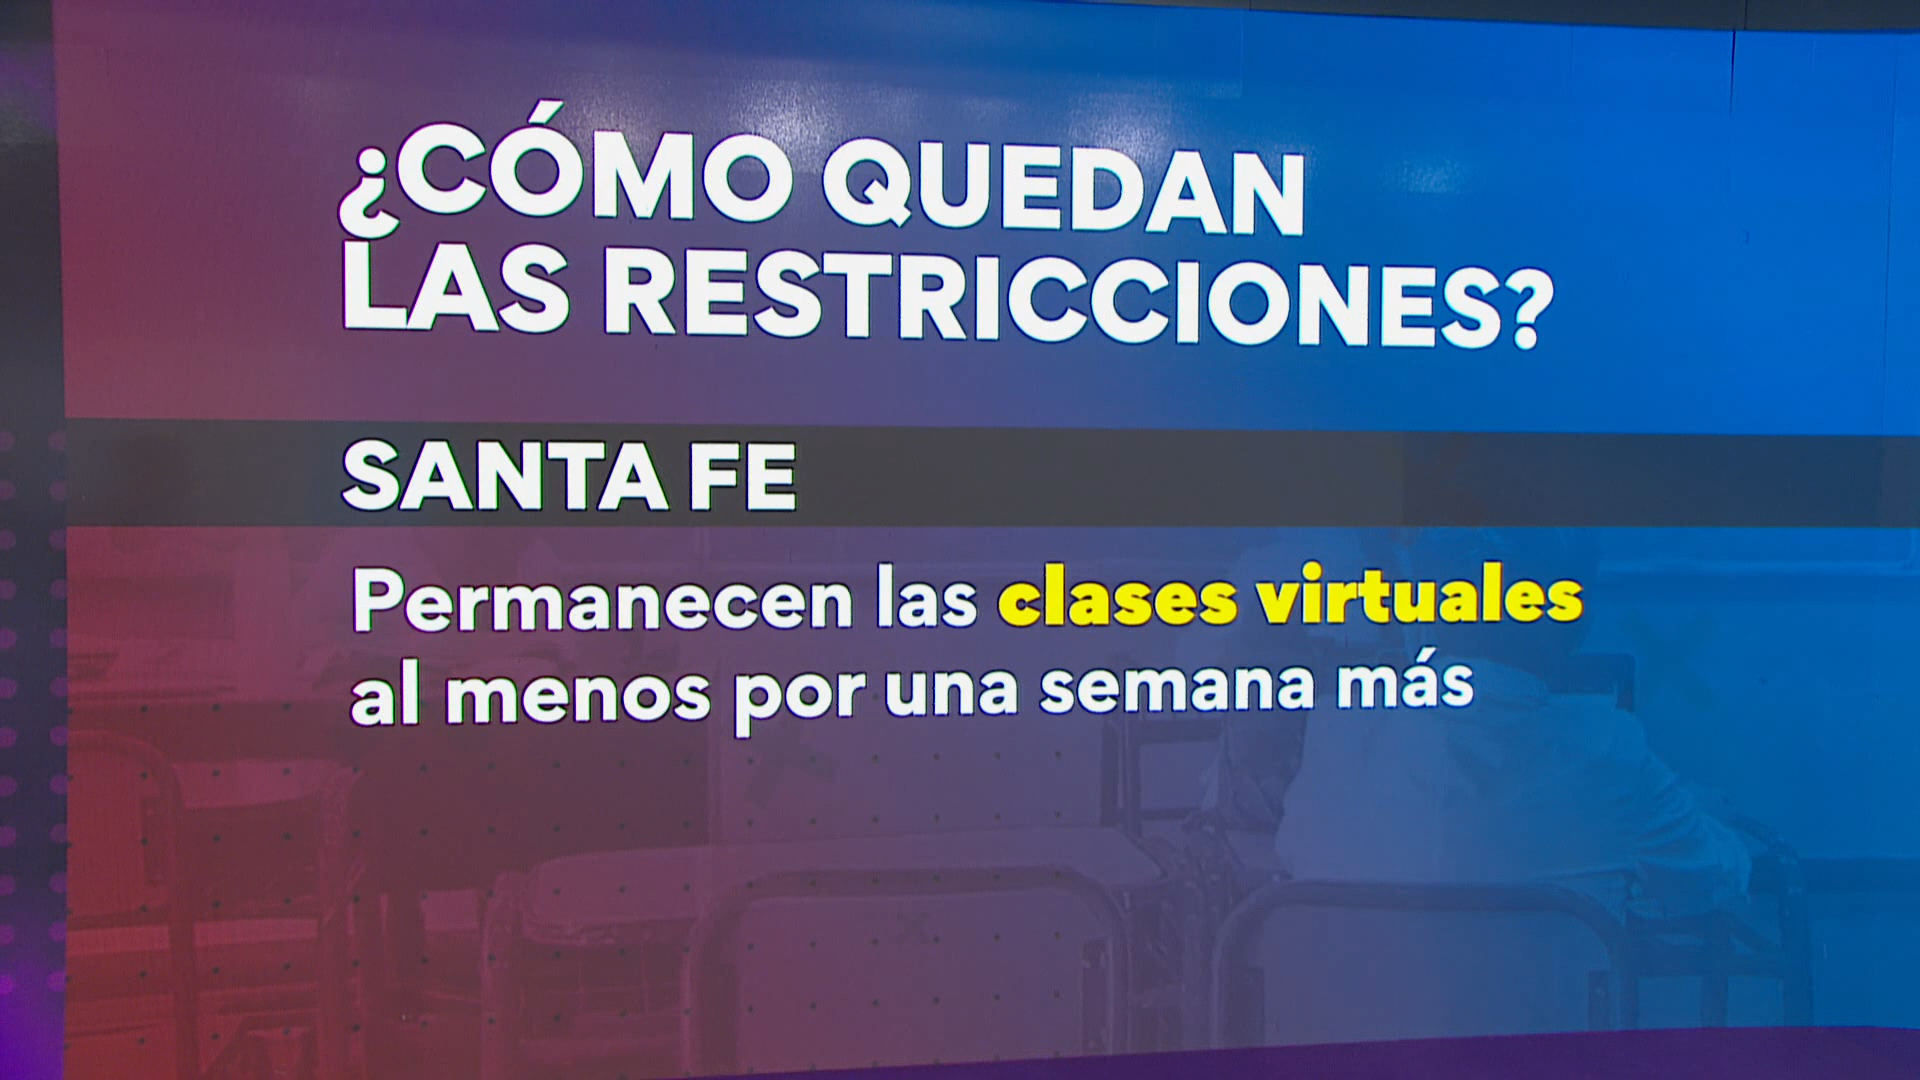 ¿CÓMO QUEDAN
LAS RESTRICCIONES?
SANTA FE
Permanecen las clases virtuales
al menos por una semana más